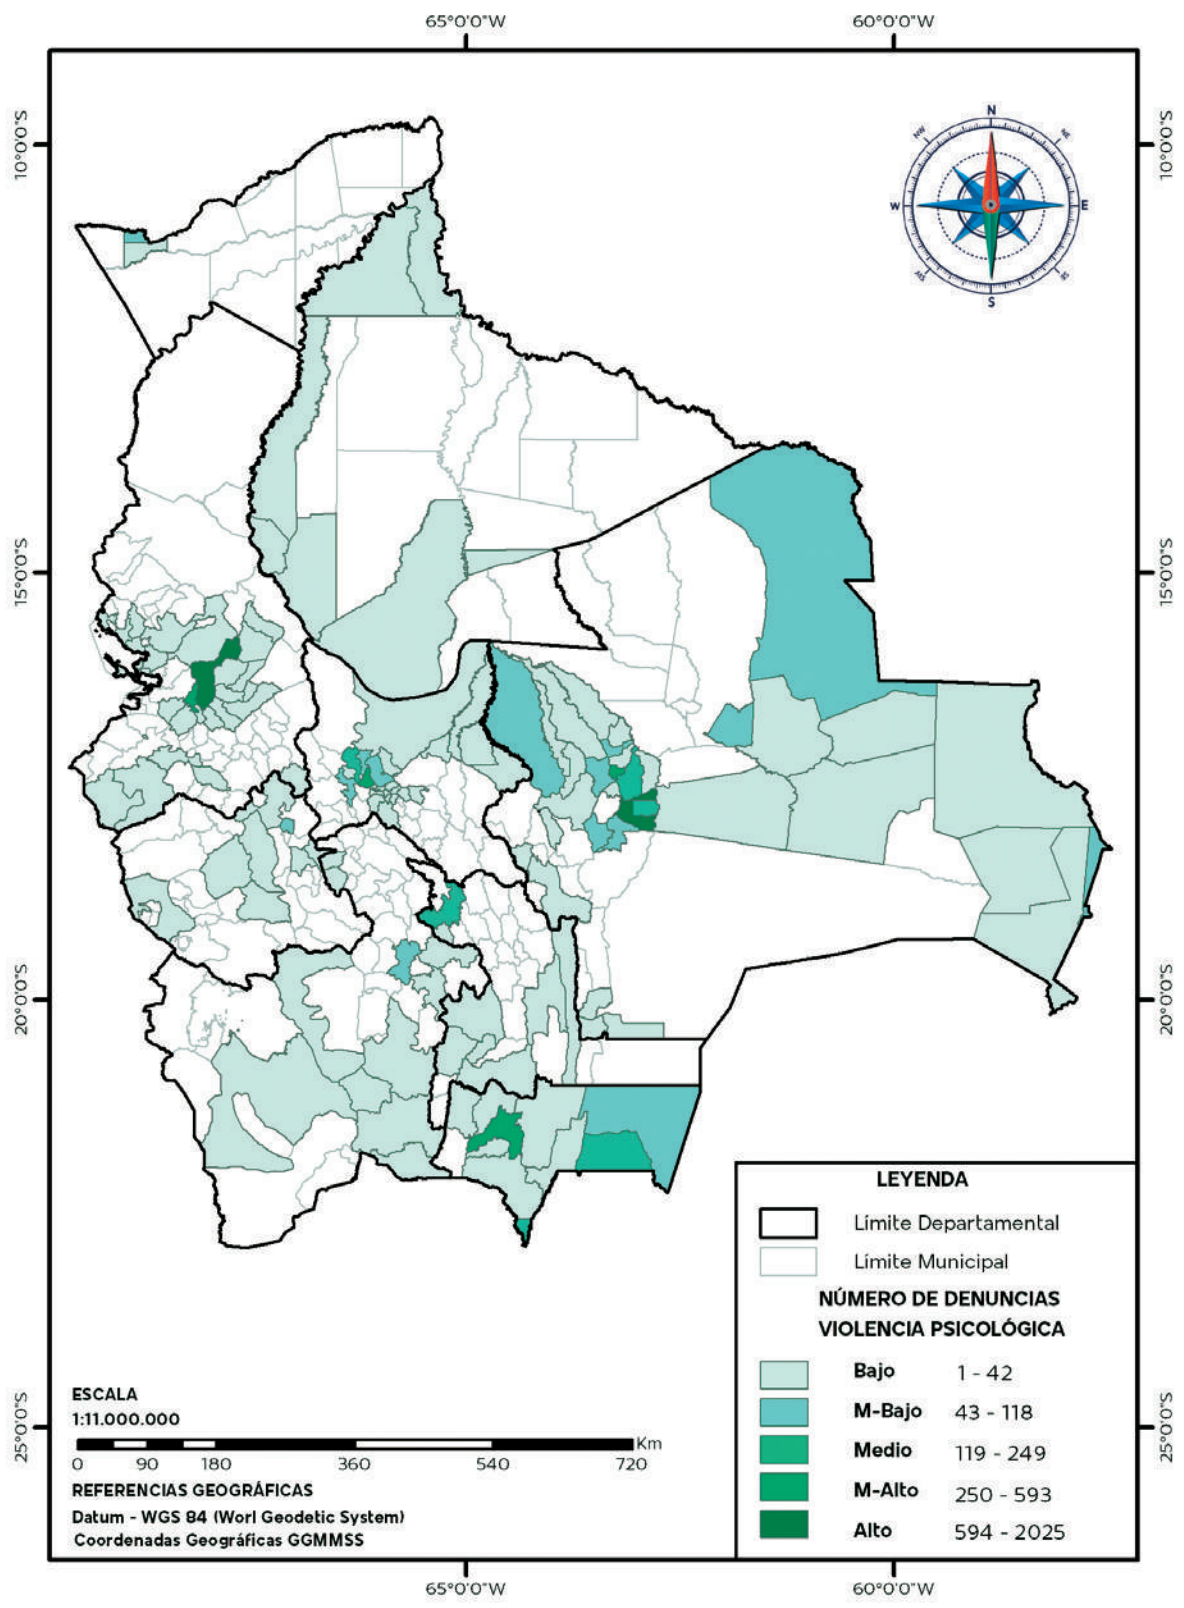 65°0'0"W 60°0'0"W
10°0'0"S 10°0'0"S
N
NW NE
W E
SW SE
S
15°0'0"S 15°0'0"S
20°0'0"S 20°0'0"S
LEYENDA
Límite Departamental
Límite Municipal
NÚMERO DE DENUNCIAS
VIOLENCIA PSICOLÓGICA
Bajo 1 - 42
M-Bajo 43 - 118
Medio 119 - 249
M-Alto 250 - 593
Alto 594 - 2025
ESCALA
1:11.000.000
Km
0 90 180 360 540 720
REFERENCIAS GEOGRÁFICAS
Datum - WGS 84 (Worl Geodetic System)
Coordenadas Geográficas GGMMSS
25°0'0"S 25°0'0"S
65°0'0"W 60°0'0"W